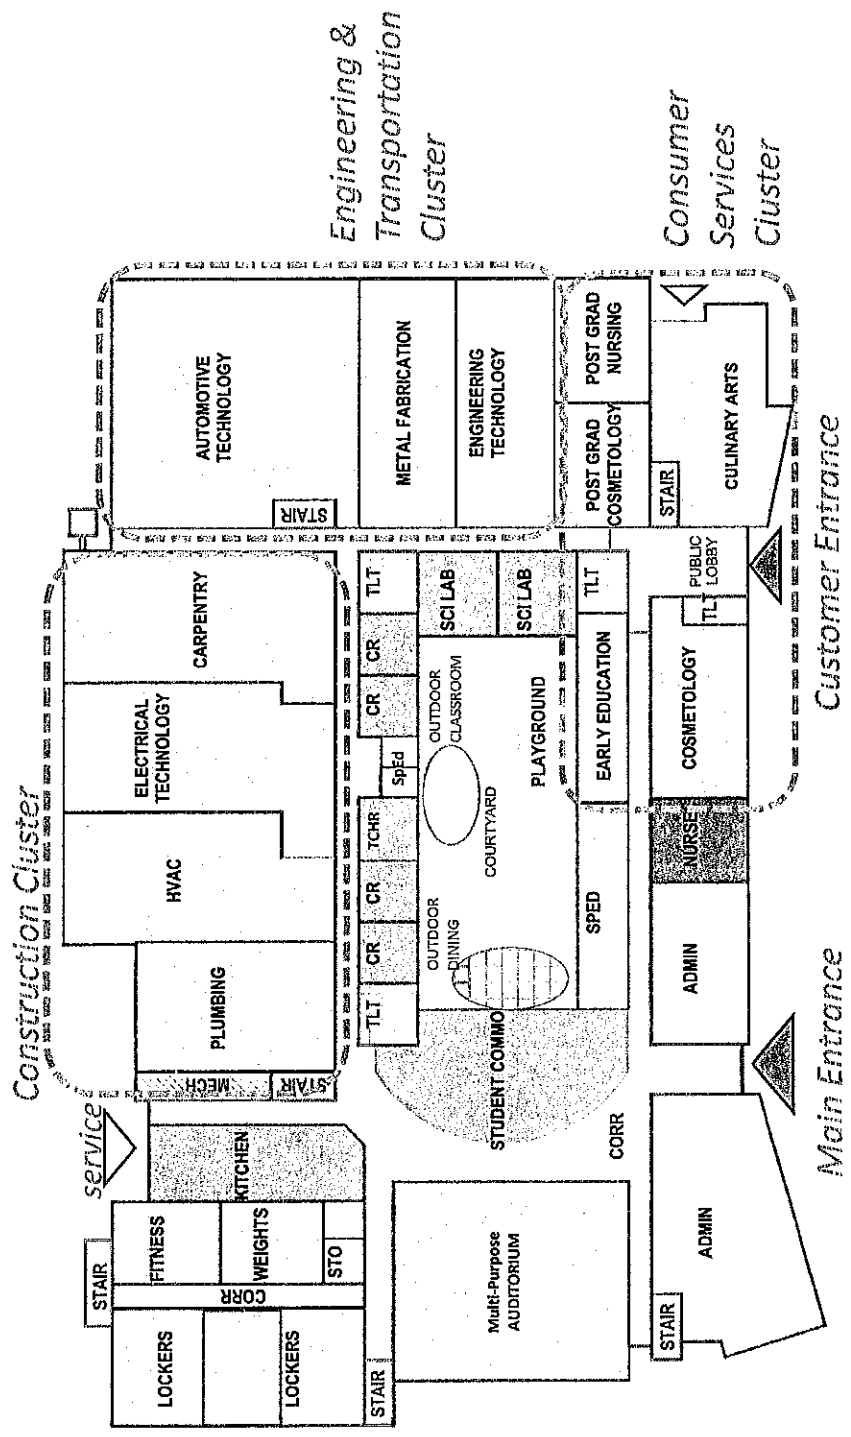 Construction Cluster
service
Engineering &
Transportation
Cluster
Consumer
Services
Cluster
STAIR
LOCKERS
LOCKERS
CORR
FITNESS
WEIGHTS
STO
KITCHEN
MECH
STAIR
PLUMBING
HVAC
ELECTRICAL
TECHNOLOGY
CARPENTRY
AUTOMOTIVE
TECHNOLOGY
STAIR
METAL FABRICATION
ENGINEERING
TECHNOLOGY
STAIR
TLT
CR
CR
TCHR
SpEd
CR
CR
TLT
SCI LAB
SCI LAB
TLT
Multi-Purpose
AUDITORIUM
STUDENT COMMO
OUTDOOR
DINING
COURTYARD
OUTDOOR
CLASSROOM
PLAYGROUND
CORR
SPED
EARLY EDUCATION
POST GRAD
COSMETOLOGY
POST GRAD
NURSING
STAIR
ADMIN
ADMIN
NURSE
COSMETOLOGY
TLT
PUBLIC
LOBBY
STAIR
CULINARY ARTS
Main Entrance
Customer Entrance